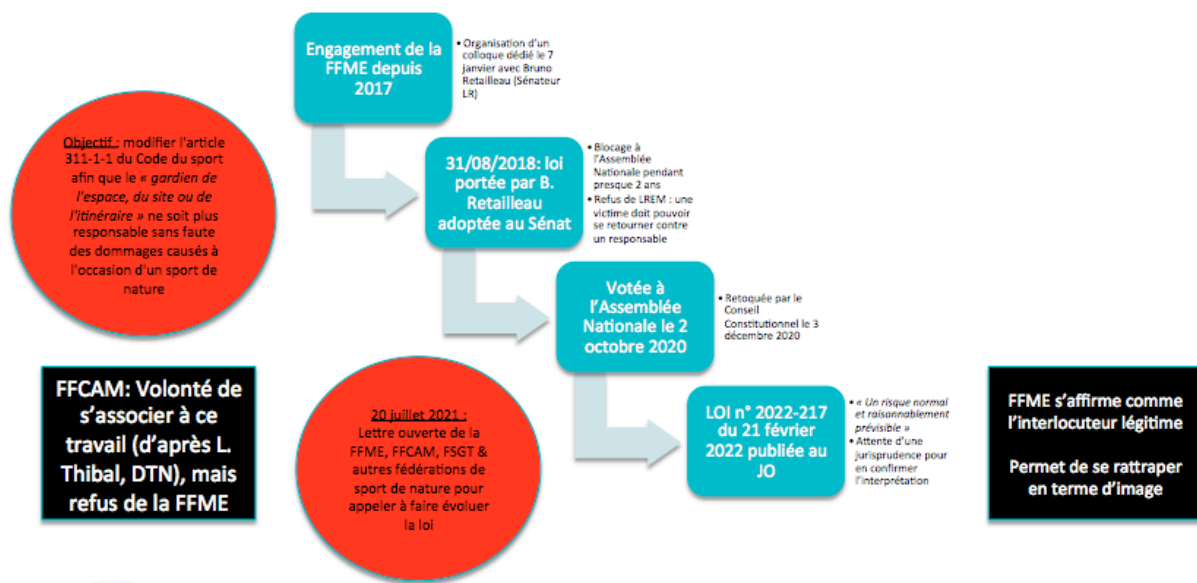 Engagement de la
FFME depuis
2017
• Organisation d'un
colloque dédié le 7
janvier avec Bruno
Retailleau (Sénateur
LR)
Objectif : modifier l'article
311-1-1 du Code du sport
afin que le « gardien de
l'espace, du site ou de
l'itinéraire » ne soit plus
responsable sans faute
des dommages causés à
l'occasion d'un sport de
nature
31/08/2018: loi
portée par B.
Retailleau
adoptée au Sénat
• Blocage à
l'Assemblée
Nationale pendant
presque 2 ans
• Refus de LREM : une
victime doit pouvoir
se retourner contre
un responsable
Votée à
l'Assemblée
Nationale le 2
octobre 2020
• Retoquée par le
Conseil
Constitutionnel le 3
décembre 2020
FFCAM: Volonté de
s'associer à ce
travail (d'après L.
Thibal, DTN), mais
refus de la FFME
20 juillet 2021 :
Lettre ouverte de la
FFME, FFCAM, FSGT &
autres fédérations de
sport de nature pour
appeler à faire évoluer
la loi
LOI n° 2022-217
du 21 février
2022 publiée au
JO
• « Un risque normal
et raisonnablement
prévisible »
• Attente d'une
jurisprudence pour
en confirmer
l'interprétation
FFME s'affirme comme
l'interlocuteur légitime
Permet de se rattraper
en terme d'image